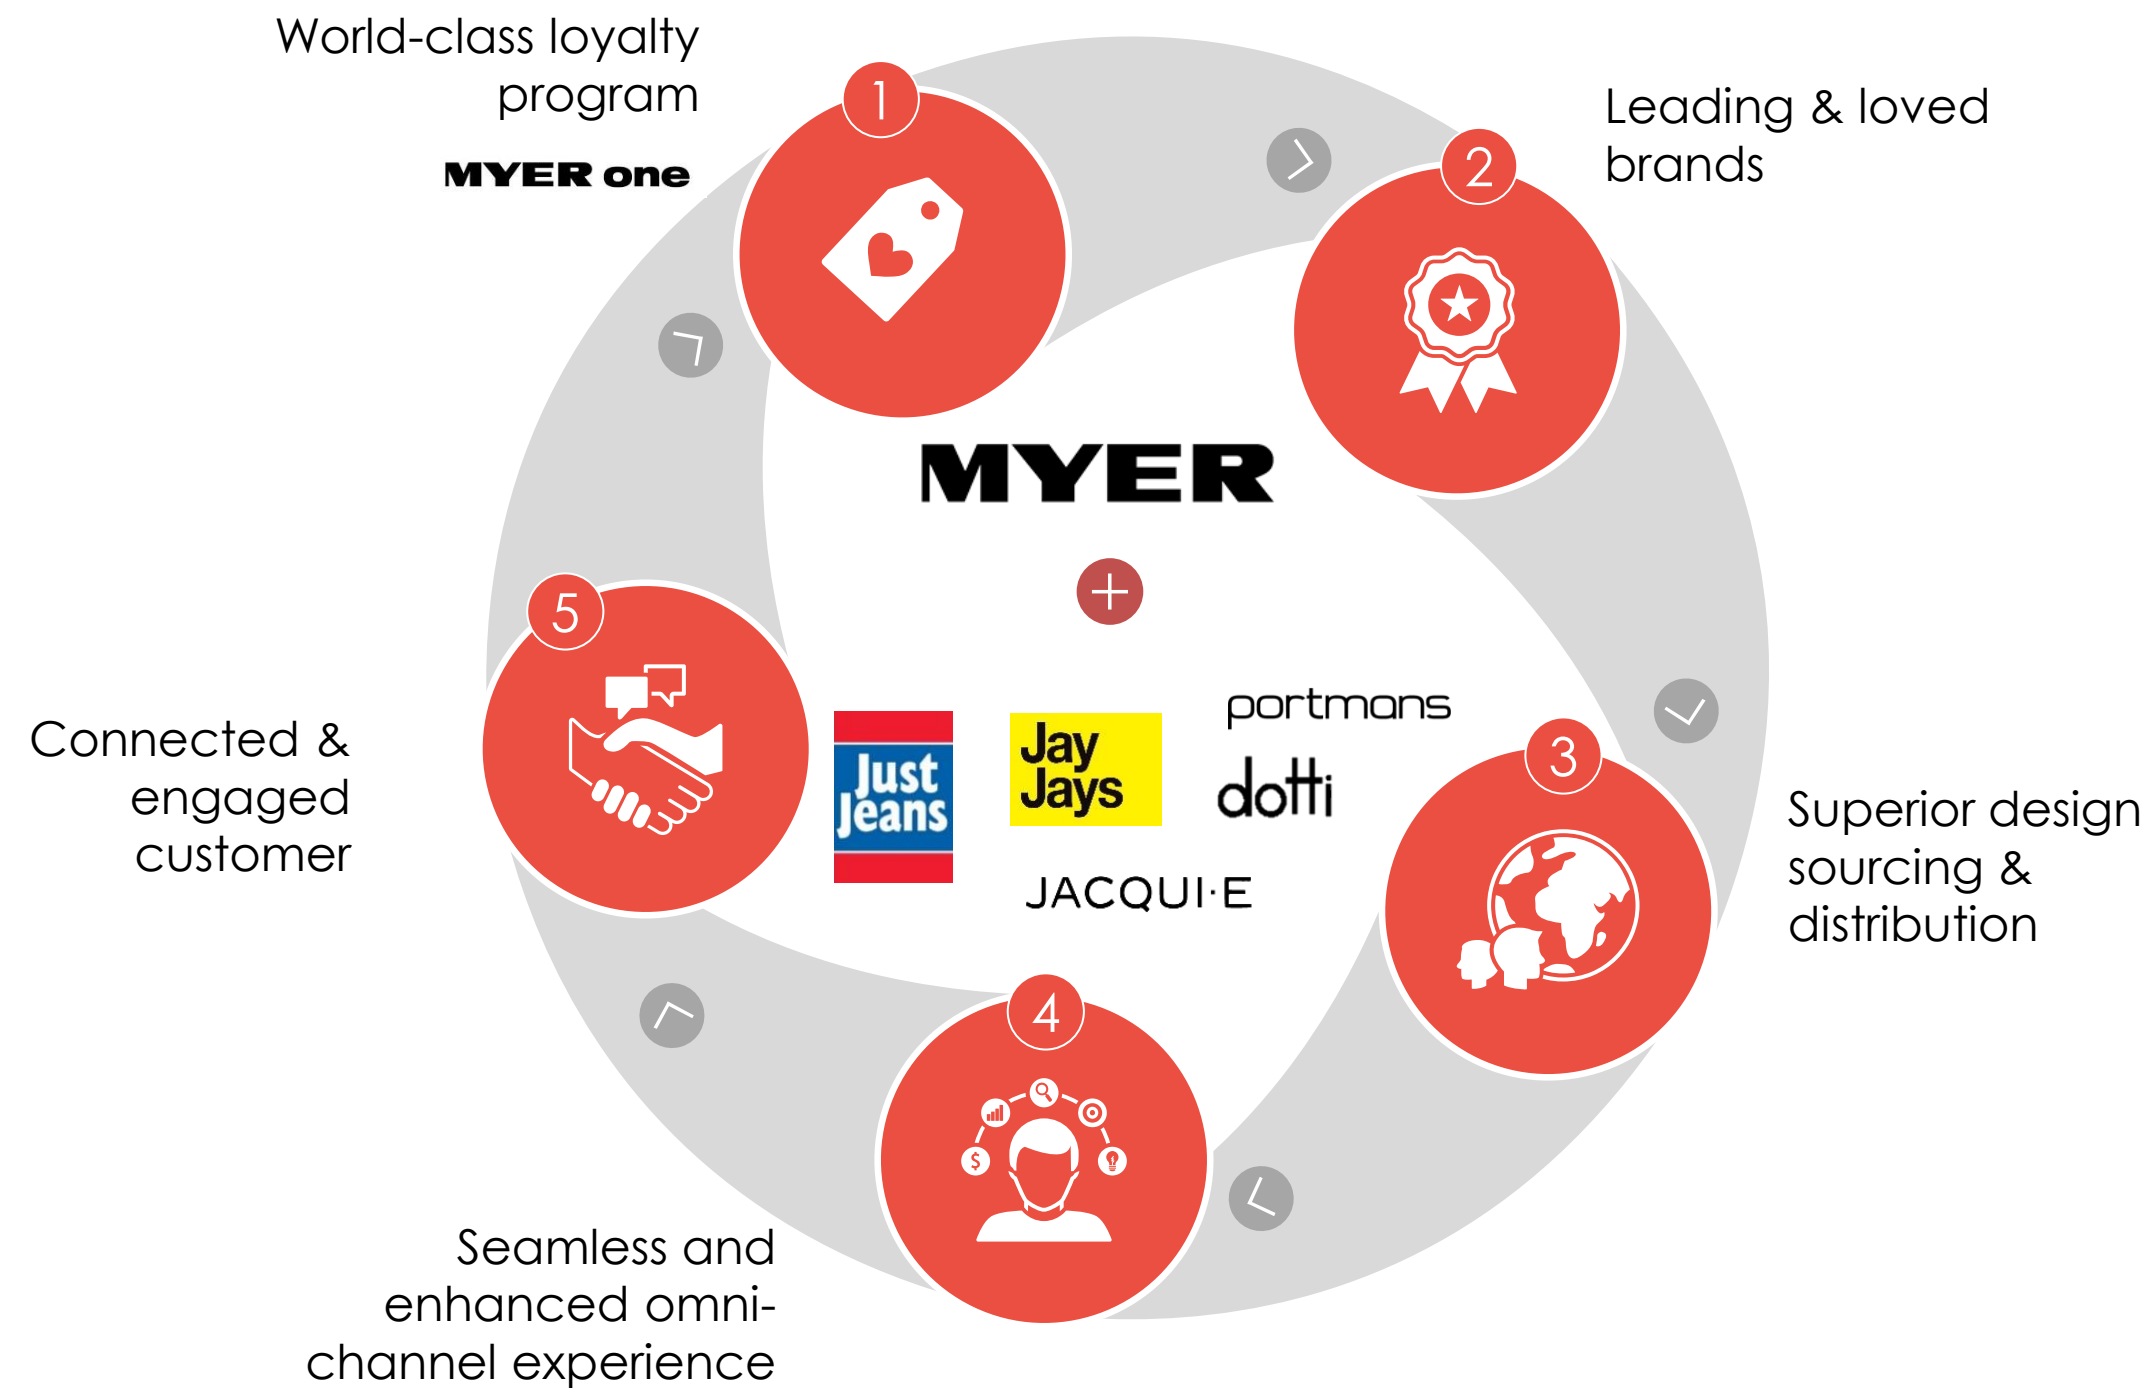 World-class loyalty
program
MYER one
1
2
Leading & loved
brands
MYER
5
Connected &
engaged
customer
Just
Jeans
Jay
Jays
portmans
dotti
JACQUI·E
3
Superior design
sourcing &
distribution
4
$
Seamless and
enhanced omni-
channel experience